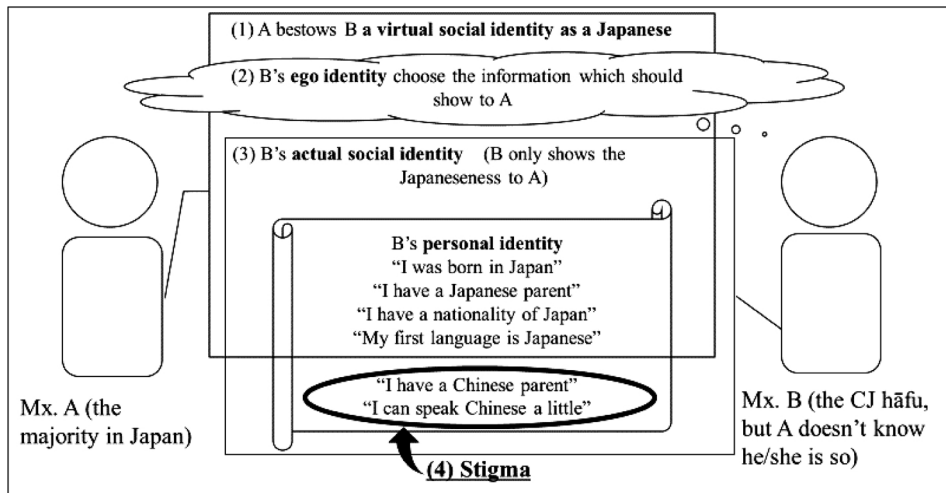 (1) A bestows B a virtual social identity as a Japanese
(2) B’s ego identity choose the information which should
show to A
(3) B’s actual social identity (B only shows the
Japaneseness to A)
B’s personal identity
“I was born in Japan”
“I have a Japanese parent”
“I have a nationality of Japan”
“My first language is Japanese”
“I have a Chinese parent”
“I can speak Chinese a little”
(4) Stigma
Mx. A (the
majority in Japan)
Mx. B (the CJ hāfu,
but A doesn’t know
he/she is so)